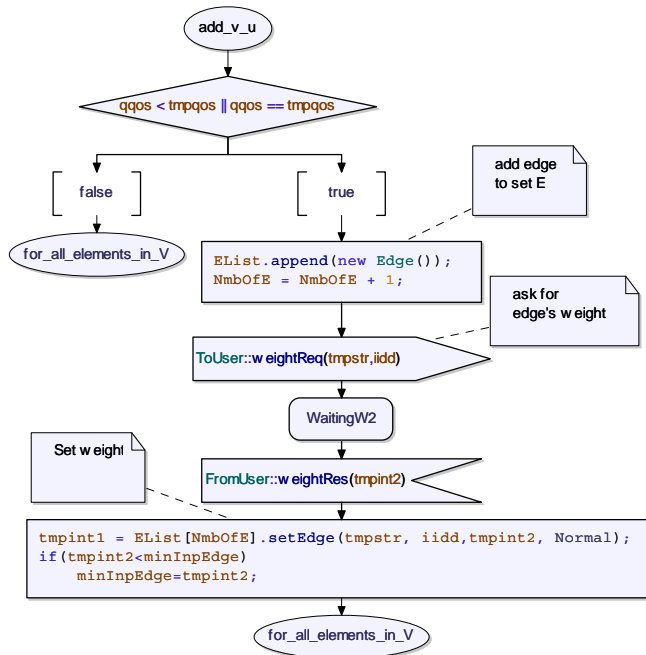 add_v_u
qqos < tmpqos || qqos == tmpqos
add edge
to set E
false
true
for_all_elements_in_V
EList.append(new Edge());
NmbOfE = NmbOfE + 1;
ask for
edge's weight
ToUser::weightReq(tmpstr,iidd)
WaitingW2
Set weight
FromUser::weightRes(tmpint2)
tmpint1 = EList[NmbOfE].setEdge(tmpstr, iidd,tmpint2, Normal);
if(tmpint2<minInpEdge)
minInpEdge=tmpint2;
for_all_elements_in_V